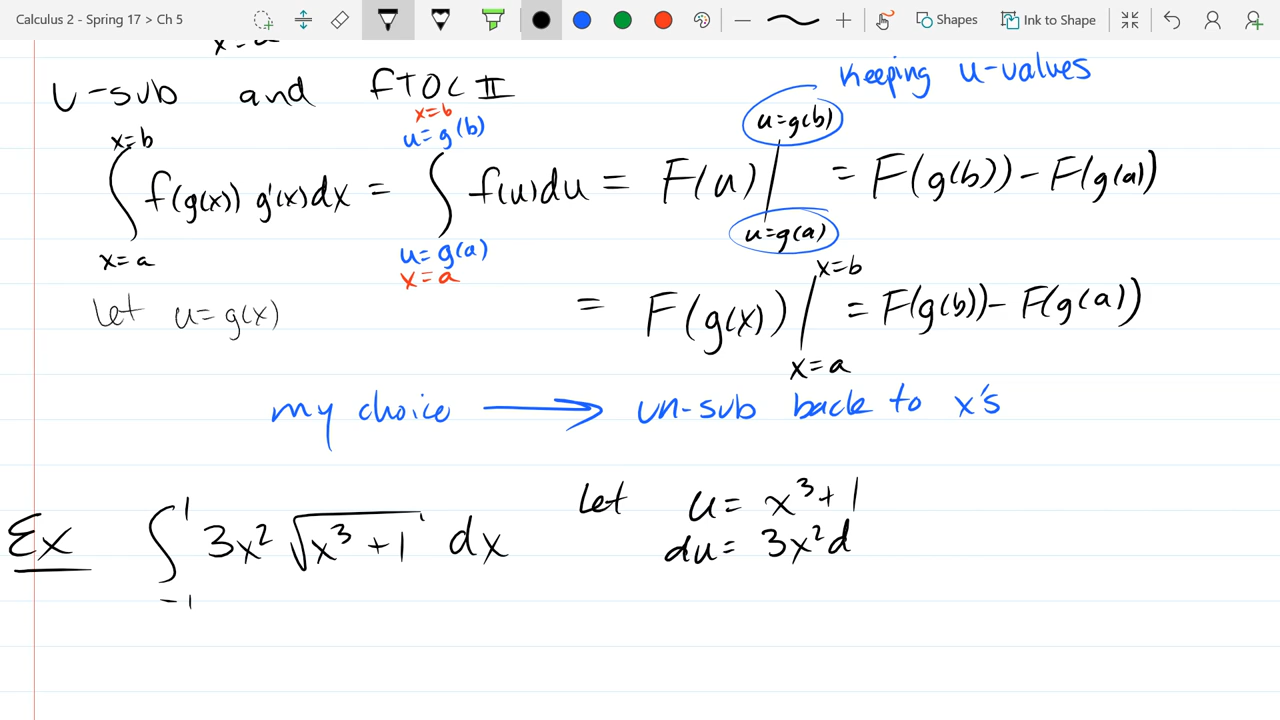 Calculus 2 - Spring 17 > Ch 5
Shapes
Ink to Shape
Keeping u-values
U-sub and FTOC II
x=b
∫ f(g(x)) g'(x)dx = ∫ f(u)du = F(u)| = F(g(b)) - F(g(a))
x=a
x=b
u=g(b)
u=g(a)
x=a
u=g(b)
u=g(a)
Let u=g(x)
= F(g(x))| = F(g(b)) - F(g(a))
x=b
x=a
my choice → un-sub back to x's
Ex ∫ 3x² √x³+1 dx
1
-1
Let u= x³+1
du= 3x²d